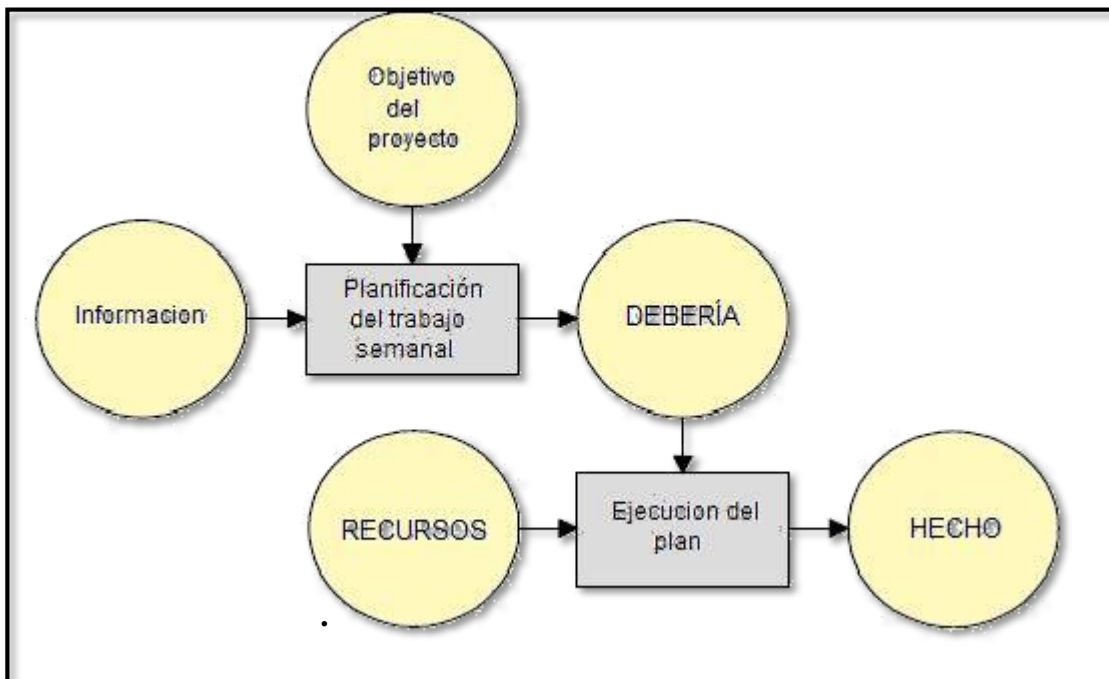 Objetivo
del
proyecto
Informacion
Planificación
del trabajo
semanal
DEBERÍA
RECURSOS
Ejecucion del
plan
HECHO
.